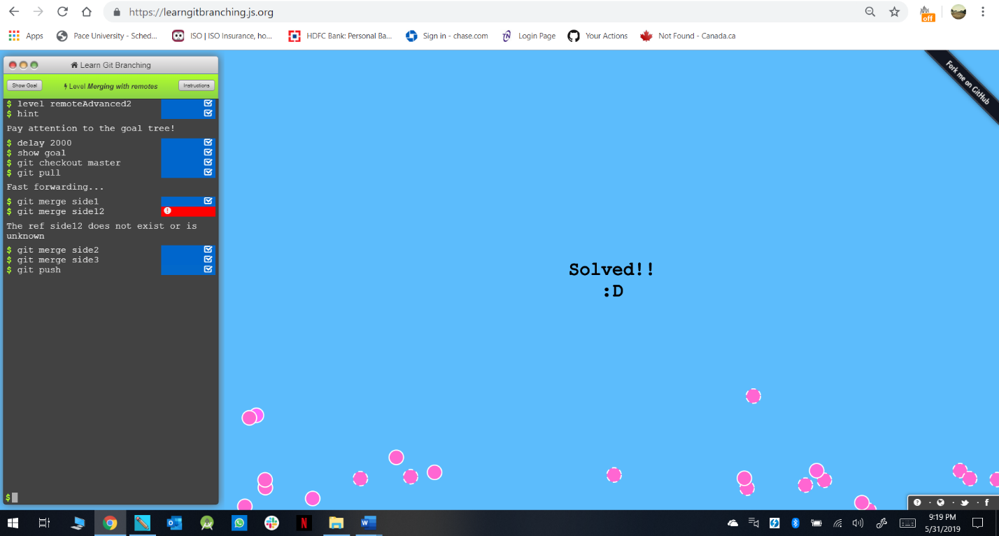 https://learngitbranching.js.org
off
Apps
Pace University - Sched...
ISO | ISO Insurance, ho...
HDFC Bank: Personal Ba...
Sign in - chase.com
Login Page
Your Actions
Not Found - Canada.ca
Learn Git Branching
Show Goal
Level Merging with remotes
Instructions
$ level remoteAdvanced2
$ hint
Pay attention to the goal tree!
$ delay 2000
$ show goal
$ git checkout master
$ git pull
Fast forwarding...
$ git merge side1
$ git merge side12
The ref side12 does not exist or is
unknown
$ git merge side2
$ git merge side3
$ git push
$
Solved!!
:D
Fork me on GitHub
9:19 PM
5/31/2019